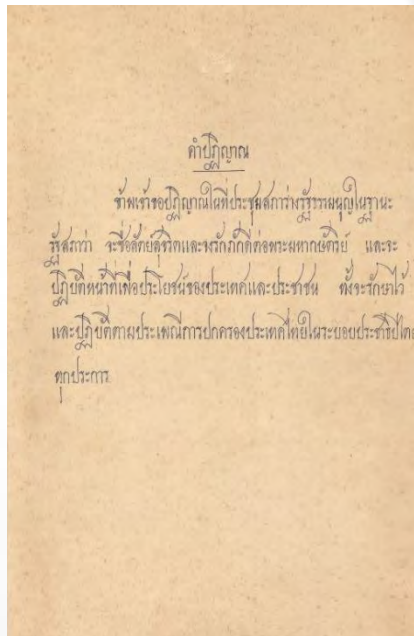 คำปฏิญาณ
ข้าพเจ้าขอปฏิญาณในที่ประชุมสภาร่างรัฐธรรมนูญในฐานะ
รัฐสภาว่า จะซื่อสัตย์สุจริตและจงรักภักดีต่อพระมหากษัตริย์ และจะ
ปฏิบัติหน้าที่เพื่อประโยชน์ของประเทศและประชาชน ทั้งจะรักษาไว้
และปฏิบัติตามประเพณีการปกครองประเทศไทยในระบอบประชาธิปไตย
ทุกประการ